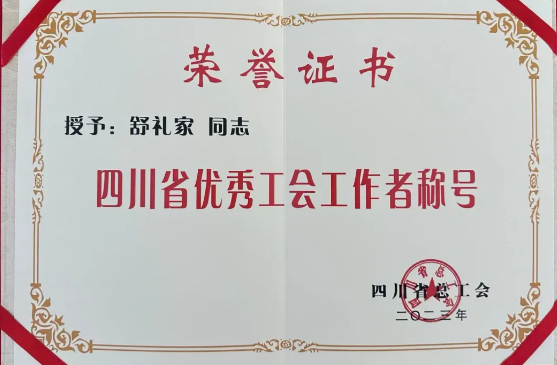 荣誉证书
授予：舒礼家 同志
四川省优秀工会工作者称号
四川省总工会
二〇二三年